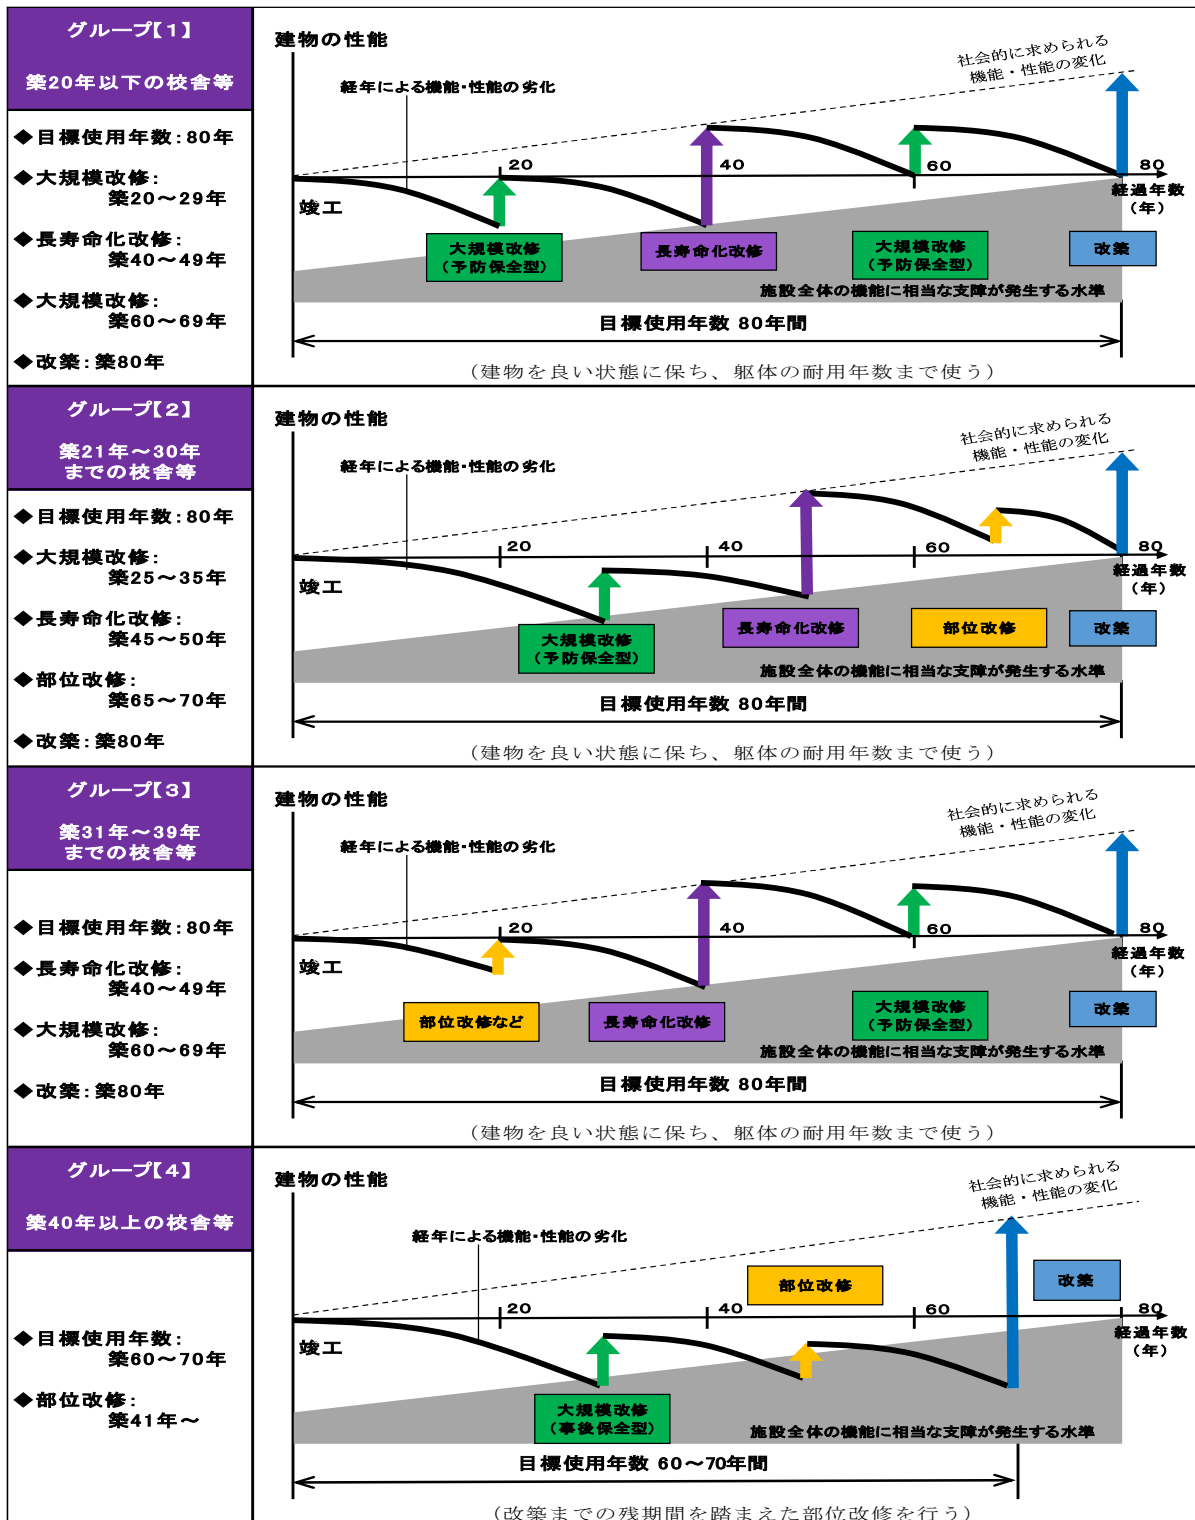 グループ【１】
築20年以下の校舎等
◆目標使用年数：80年
◆大規模改修：
築20～29年
◆長寿命化改修：
築40～49年
◆大規模改修：
築60～69年
◆改築：築80年
建物の性能
経年による機能・性能の劣化
社会的に求められる
機能・性能の変化
20
40
60
80
竣工
経過年数
（年）
大規模改修
（予防保全型）
長寿命化改修
大規模改修
（予防保全型）
改築
施設全体の機能に相当な支障が発生する水準
目標使用年数 80年間
（建物を良い状態に保ち、躯体の耐用年数まで使う）
グループ【２】
築21年～30年
までの校舎等
◆目標使用年数：80年
◆大規模改修：
築25～35年
◆長寿命化改修：
築45～50年
◆部位改修：
築65～70年
◆改築：築80年
建物の性能
経年による機能・性能の劣化
社会的に求められる
機能・性能の変化
20
40
60
80
竣工
経過年数
（年）
大規模改修
（予防保全型）
長寿命化改修
部位改修
改築
施設全体の機能に相当な支障が発生する水準
目標使用年数 80年間
（建物を良い状態に保ち、躯体の耐用年数まで使う）
グループ【３】
築31年～39年
までの校舎等
◆目標使用年数：80年
◆長寿命化改修：
築40～49年
◆大規模改修：
築60～69年
◆改築：築80年
建物の性能
経年による機能・性能の劣化
社会的に求められる
機能・性能の変化
20
40
60
80
竣工
経過年数
（年）
部位改修など
長寿命化改修
大規模改修
（予防保全型）
改築
施設全体の機能に相当な支障が発生する水準
目標使用年数 80年間
（建物を良い状態に保ち、躯体の耐用年数まで使う）
グループ【４】
築40年以上の校舎等
◆目標使用年数：
築60～70年
◆部位改修：
築41年～
建物の性能
経年による機能・性能の劣化
社会的に求められる
機能・性能の変化
部位改修
改築
20
40
60
80
竣工
経過年数
（年）
大規模改修
（事後保全型）
施設全体の機能に相当な支障が発生する水準
目標使用年数 60～70年間
（改築までの残期間を踏まえた部位改修を行う）